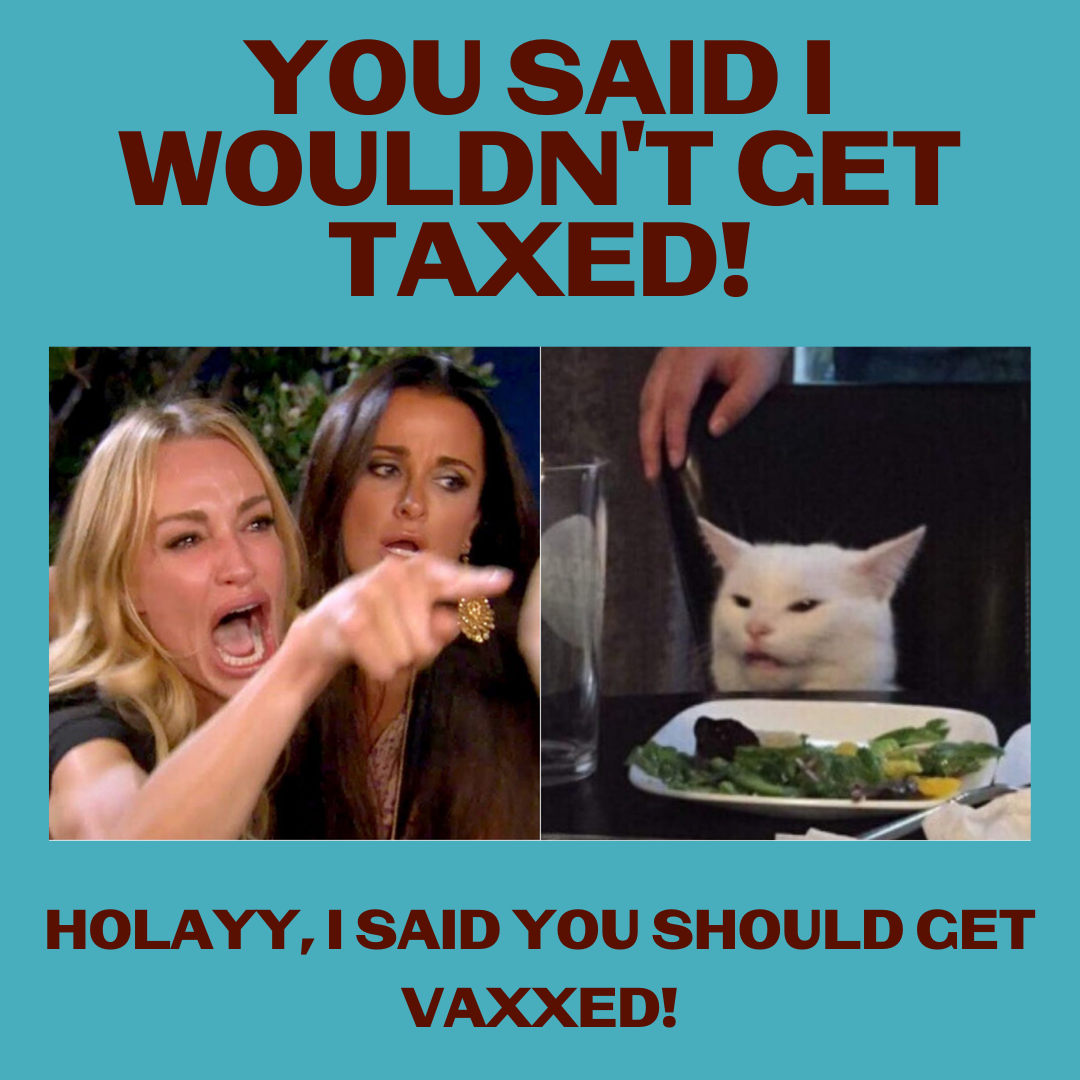 YOU SAID I
WOULDN'T GET
TAXED!
HOLAYY, I SAID YOU SHOULD GET
VAXXED!